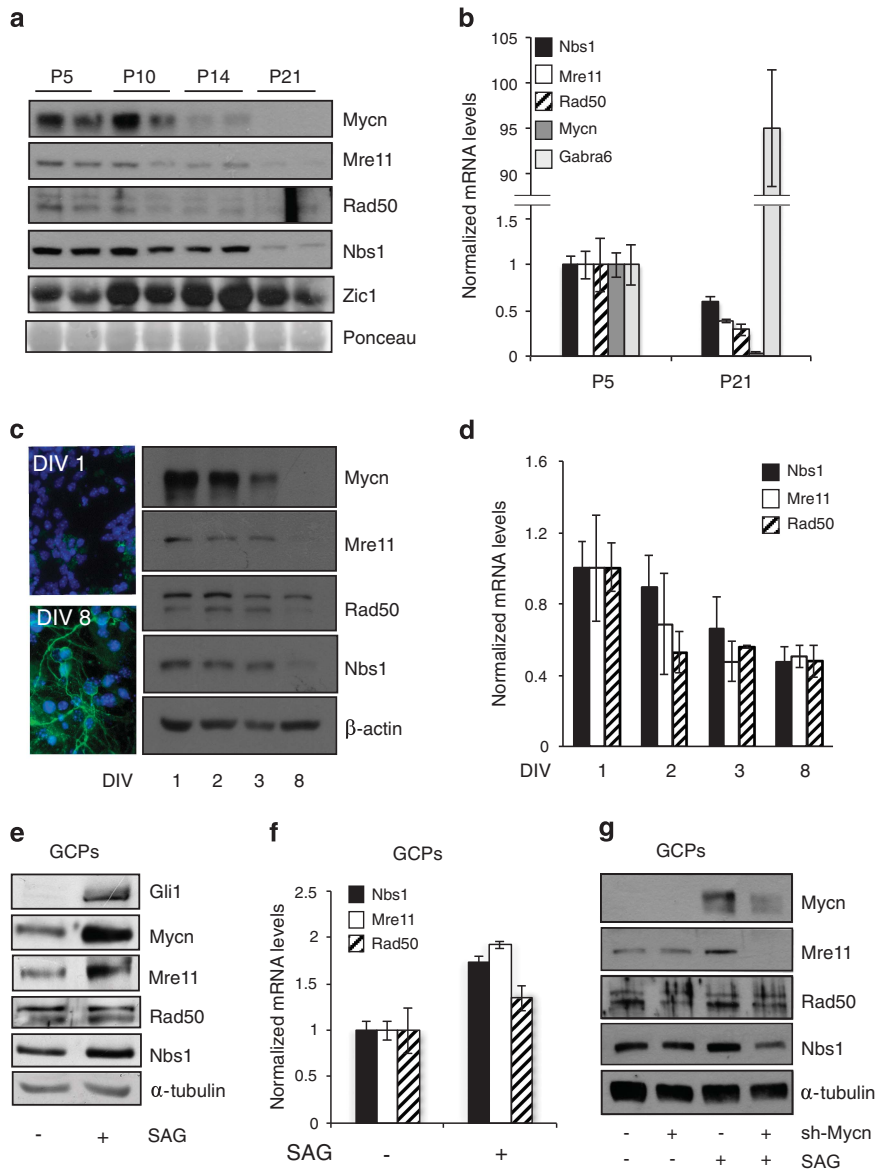 a
P5 P10 P14 P21
Mycn
Mre11
Rad50
Nbs1
Zic1
Ponceau
b
Normalized mRNA levels
105
100
95
90
1.5
1
0.5
0
Nbs1
Mre11
Rad50
Mycn
Gabra6
P5 P21
c
DIV 1
DIV 8
Mycn
Mre11
Rad50
Nbs1
β-actin
DIV 1 2 3 8
d
Normalized mRNA levels
1.6
1.2
0.8
0.4
0
Nbs1
Mre11
Rad50
DIV 1 2 3 8
e
GCPs
Gli1
Mycn
Mre11
Rad50
Nbs1
α-tubulin
- + SAG
f
GCPs
Normalized mRNA levels
2.5
2
1.5
1
0.5
0
Nbs1
Mre11
Rad50
SAG - +
g
GCPs
Mycn
Mre11
Rad50
Nbs1
α-tubulin
- + - + sh-Mycn
- - + + SAG